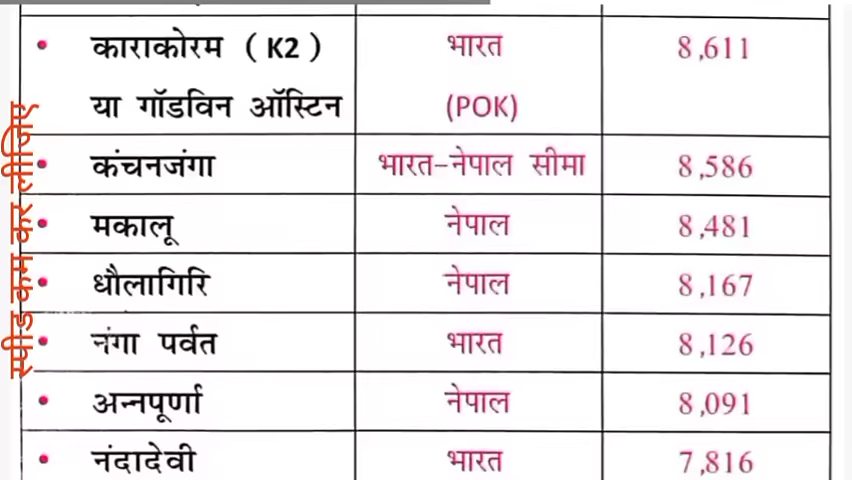 काराकोरम ( K2 ) भारत 8,611
या गॉडविन ऑस्टिन (POK)
कंचनजंगा भारत-नेपाल सीमा 8,586
मकालू नेपाल 8,481
धौलागिरि नेपाल 8,167
नंगा पर्वत भारत 8,126
अन्नपूर्णा नेपाल 8,091
नंदादेवी भारत 7,816
स्पीड कम कर लीजिए